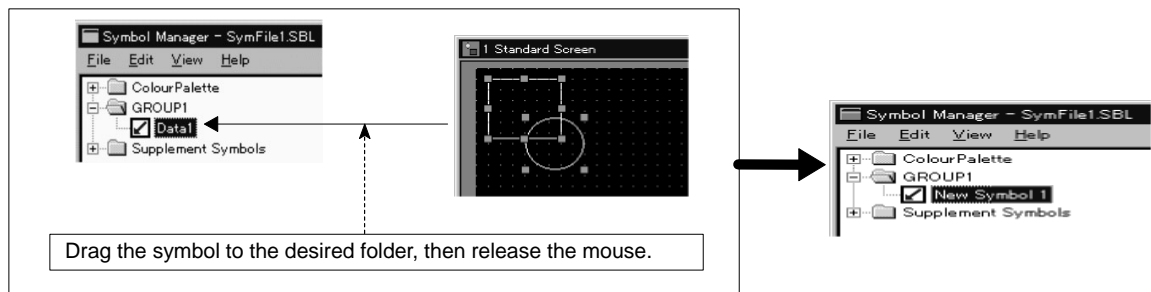 Symbol Manager - SymFile1.SBL
File Edit View Help
ColourPalette
GROUP1
Data1
Supplement Symbols
1 Standard Screen
Drag the symbol to the desired folder, then release the mouse.
Symbol Manager - SymFile1.SBL
File Edit View Help
ColourPalette
GROUP1
New Symbol 1
Supplement Symbols